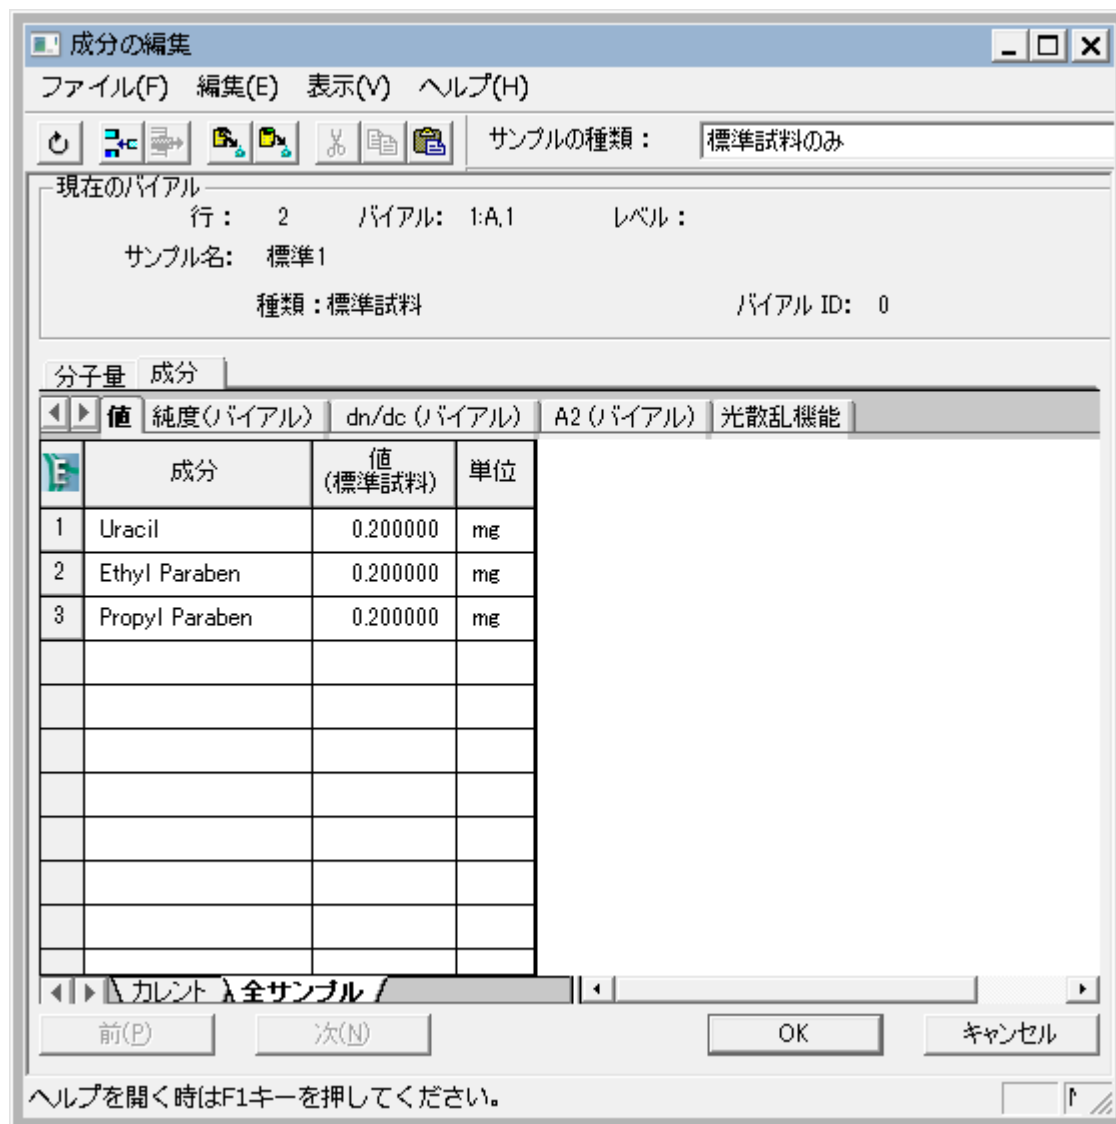 成分の編集
ファイル(F) 編集(E) 表示(V) ヘルプ(H)
サンプルの種類： 標準試料のみ
現在のバイアル
行： 2 バイアル: 1:A,1 レベル：
サンプル名: 標準1
種類：標準試料 バイアル ID: 0
分子量 成分
値 純度(バイアル) dn/dc (バイアル) A2 (バイアル) 光散乱機能
成分 値 (標準試料) 単位
1 Uracil 0.200000 mg
2 Ethyl Paraben 0.200000 mg
3 Propyl Paraben 0.200000 mg
カレント 全サンプル
前(P) 次(N) OK キャンセル
ヘルプを開く時はF1キーを押してください。